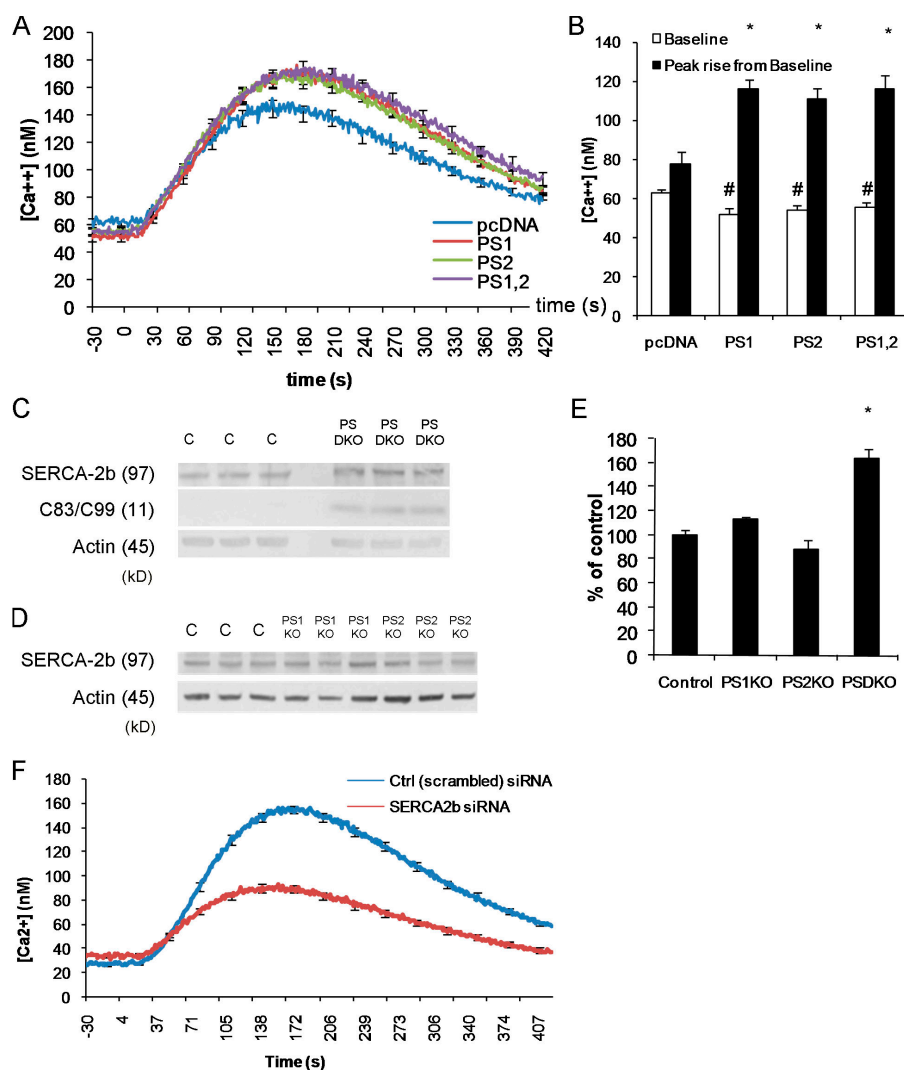 A
200
180
160
140
120
100
80
60
40
20
0
[Ca++] (nM)
pcDNA
PS1
PS2
PS1,2
-30
0
30
60
90
120
150
180
210
240
270
300
330
360
390
420
time (s)
time (s)
B
Baseline
Peak rise from Baseline
* * *
140
120
100
80
60
40
20
0
[Ca++] (nM)
# # #
pcDNA PS1 PS2 PS1,2
C
C C C PS DKO PS DKO PS DKO
SERCA-2b (97)
C83/C99 (11)
Actin (45)
(kD)
D
C C C PS1 KO PS1 KO PS1 KO PS2 KO PS2 KO PS2 KO
SERCA-2b (97)
Actin (45)
(kD)
E
*
180
160
140
120
100
80
60
40
20
0
% of control
Control PS1KO PS2KO PSDKO
F
180
160
140
120
100
80
60
40
20
0
[Ca2+] (nM)
Ctrl (scrambled) siRNA
SERCA2b siRNA
-30
4
37
71
105
138
172
206
239
273
306
340
374
407
Time (s)